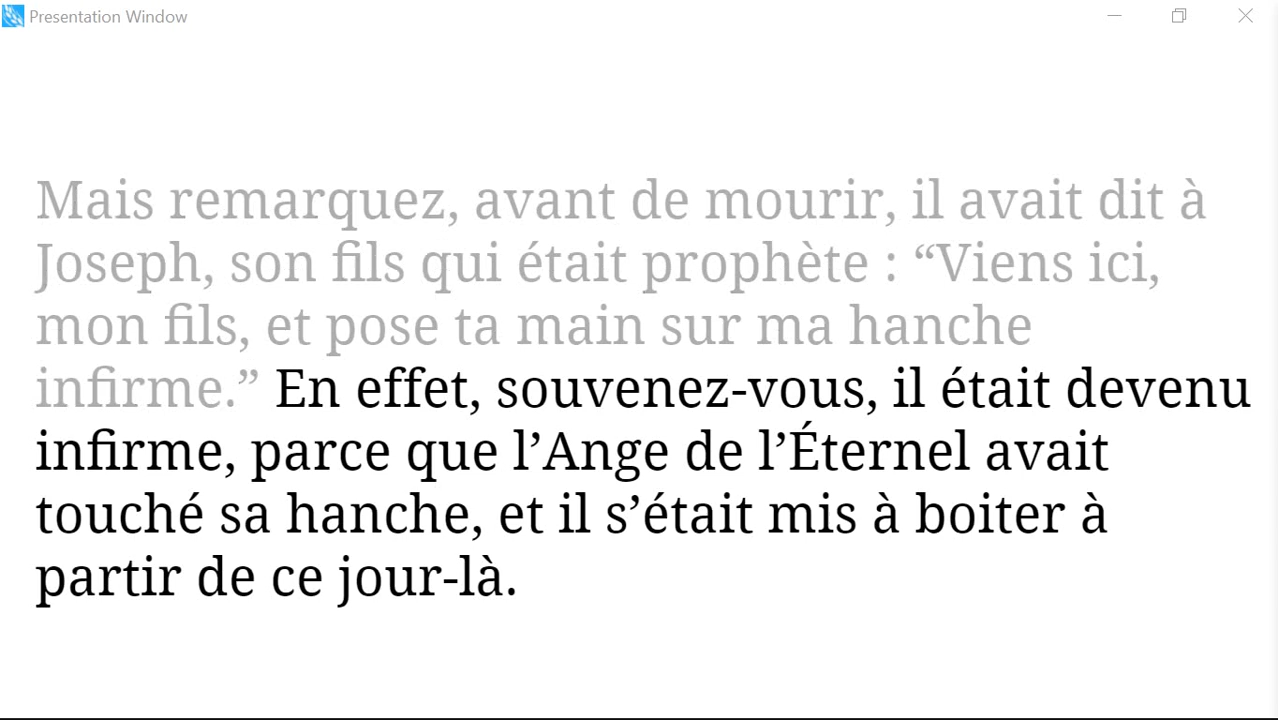 Presentation Window
Mais remarquez, avant de mourir, il avait dit à
Joseph, son fils qui était prophète : “Viens ici,
mon fils, et pose ta main sur ma hanche
infirme.” En effet, souvenez-vous, il était devenu
infirme, parce que l’Ange de l’Éternel avait
touché sa hanche, et il s’était mis à boiter à
partir de ce jour-là.